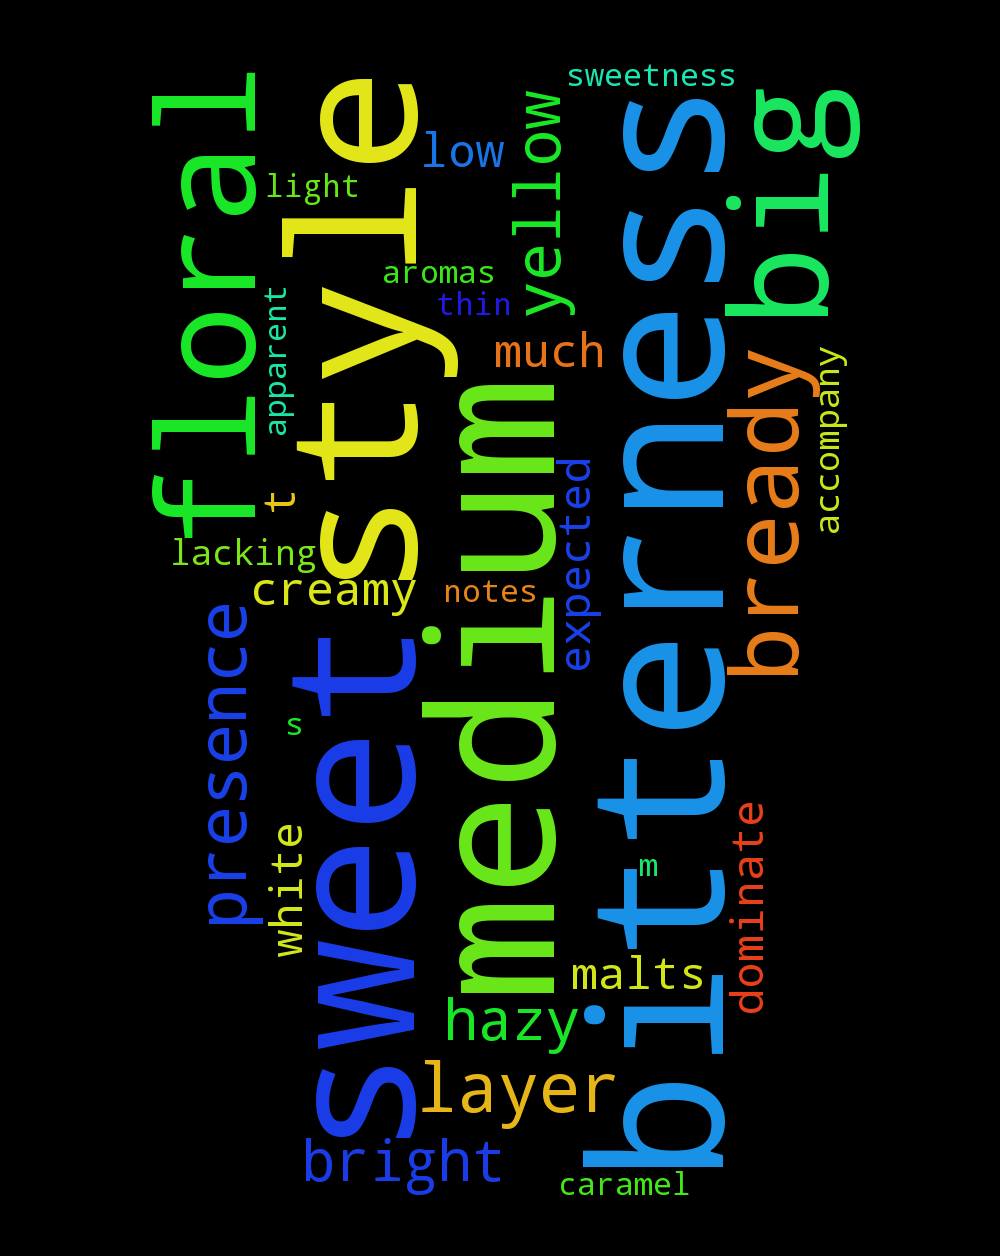 sweetness
floral
style
low
yellow
bitterness
big
light
aromas
apparent
thin
much
medium
bready
accompany
t
expected
lacking
creamy
notes
presence
sweet
s
white
dominate
m
malts
hazy
layer
bright
caramel